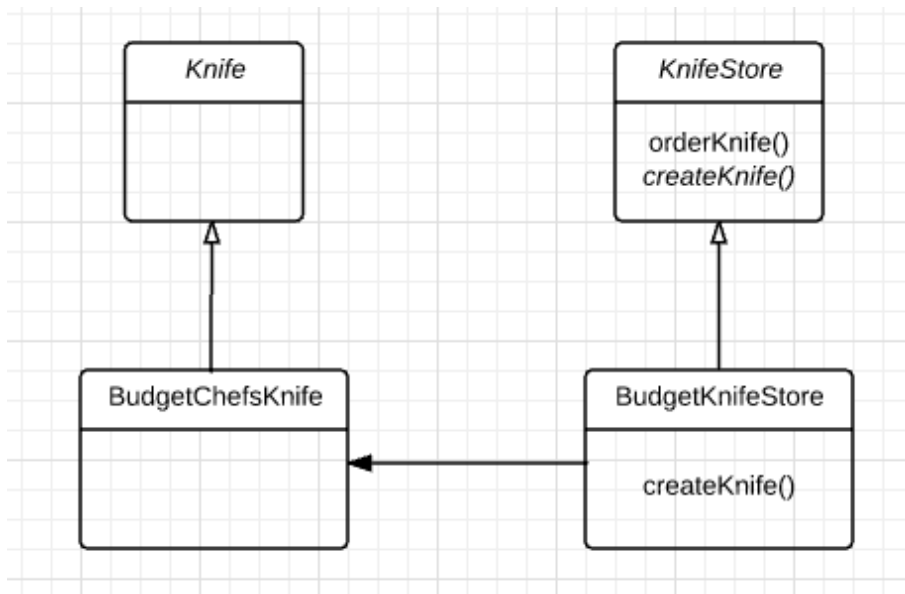 Knife
KnifeStore
orderKnife()
createKnife()
BudgetChefsKnife
BudgetKnifeStore
createKnife()